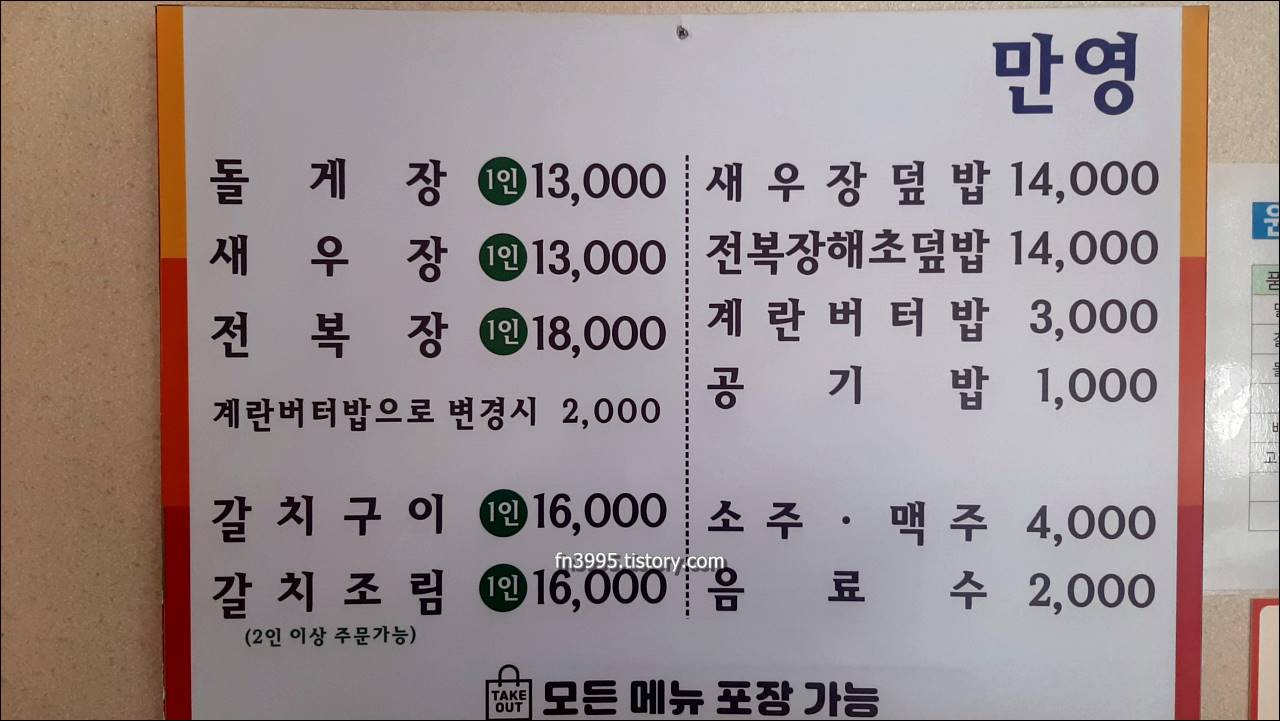 만영
돌게장 1인 13,000
새우장 1인 13,000
전복장 1인 18,000
계란버터밥으로 변경시 2,000
갈치구이 1인 16,000
갈치조림 1인 16,000
(2인 이상 주문가능)
새우장덮밥 14,000
전복장해초덮밥 14,000
계란버터밥 3,000
공기밥 1,000
소주·맥주 4,000
음료수 2,000
fn3995.tistory.com
TAKE OUT 모든 메뉴 포장 가능
원
품
고